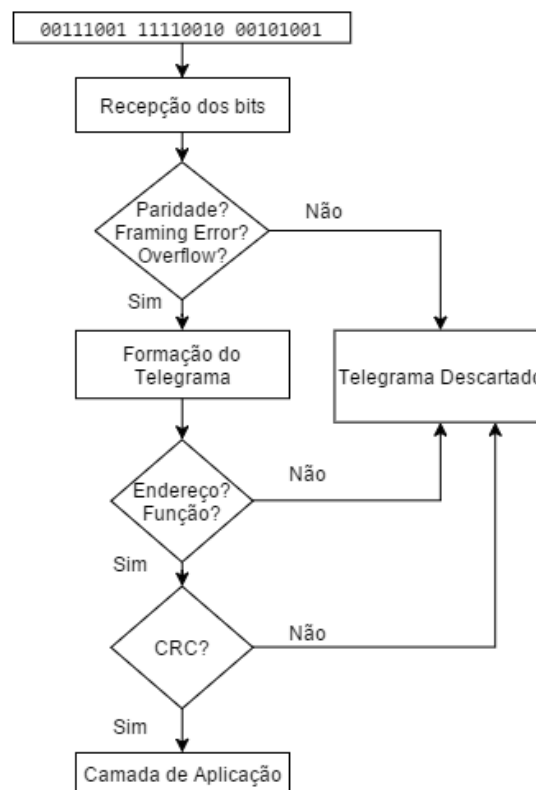 00111001 11110010 00101001
Recepção dos bits
Paridade?
Framing Error?
Overflow?
Não
Sim
Formação do
Telegrama
Telegrama Descartado
Endereço?
Função?
Não
Sim
CRC?
Não
Sim
Camada de Aplicação